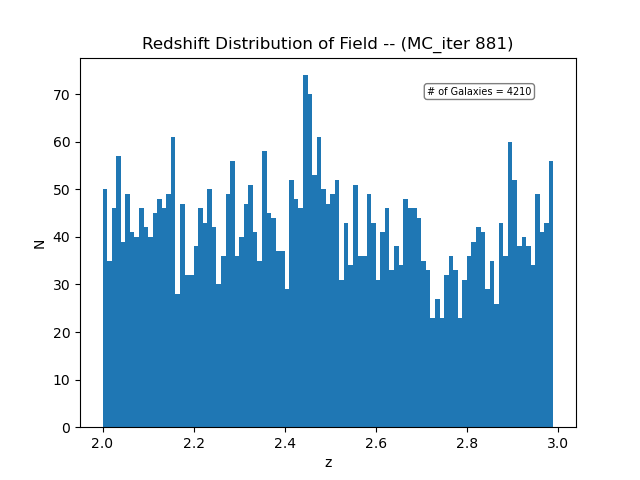 Redshift Distribution of Field -- (MC_iter 881)
# of Galaxies = 4210
70
60
50
40
30
20
10
0
N
2.0 2.2 2.4 2.6 2.8 3.0
z